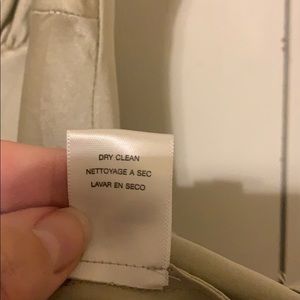 DRY CLEAN
NETTOYAGE A SEC
LAVAR EN SECO